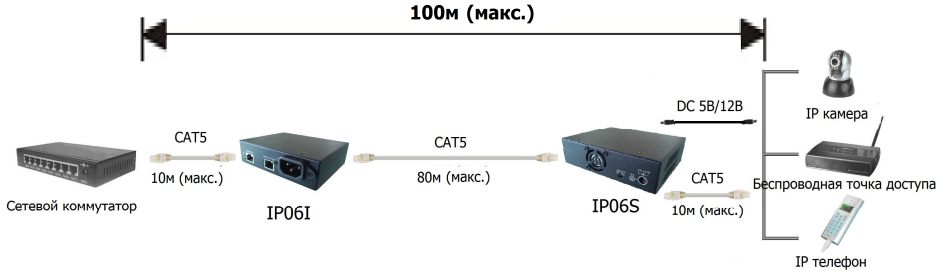 100м (макс.)
DC 5В/12В
IP камера
CAT5
CAT5
10м (макс.)
80м (макс.)
CAT5
Беспроводная точка доступа
Сетевой коммутатор
IP06I
IP06S
10м (макс.)
IP телефон